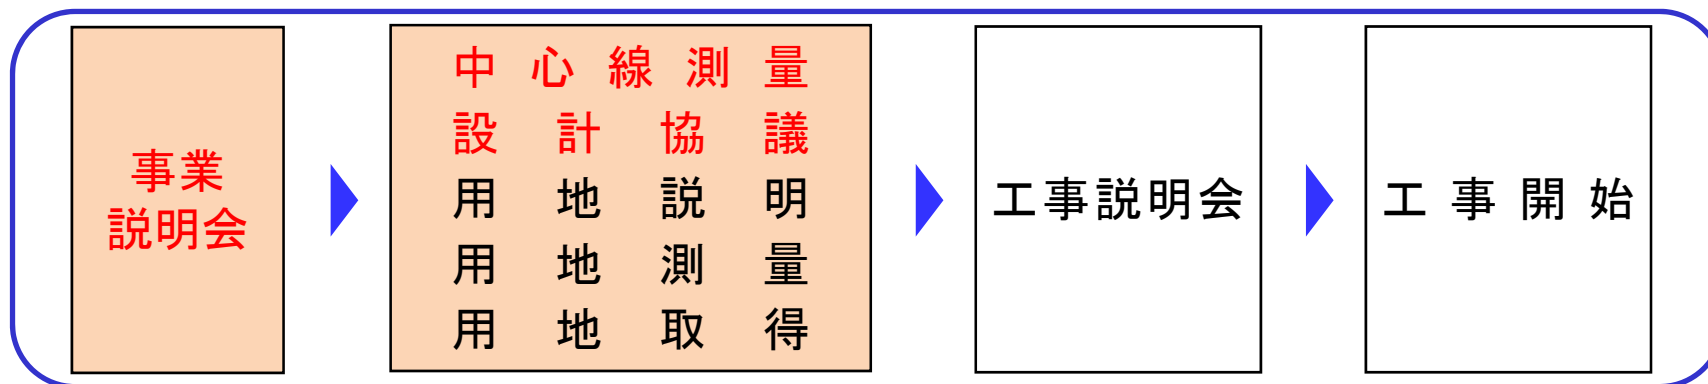 事業
説明会
中心線測量
設計協議
用地説明
用地測量
用地取得
工事説明会
工事開始